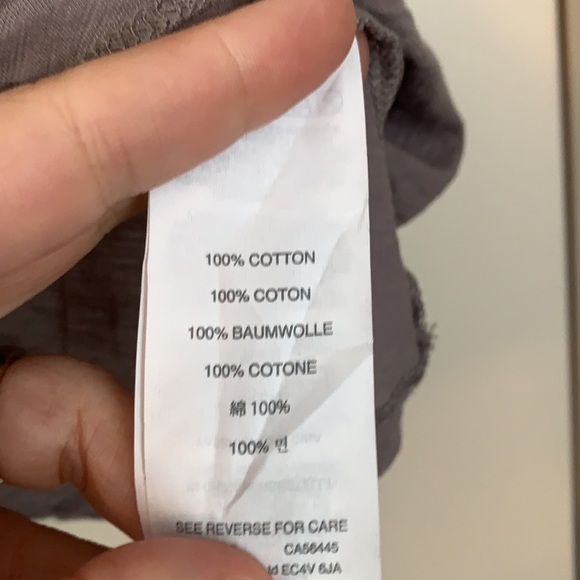 100% COTTON
100% COTON
100% BAUMWOLLE
100% COTONE
綿 100%
100% 면
SEE REVERSE FOR CARE
CA56445
EC4V 6JA